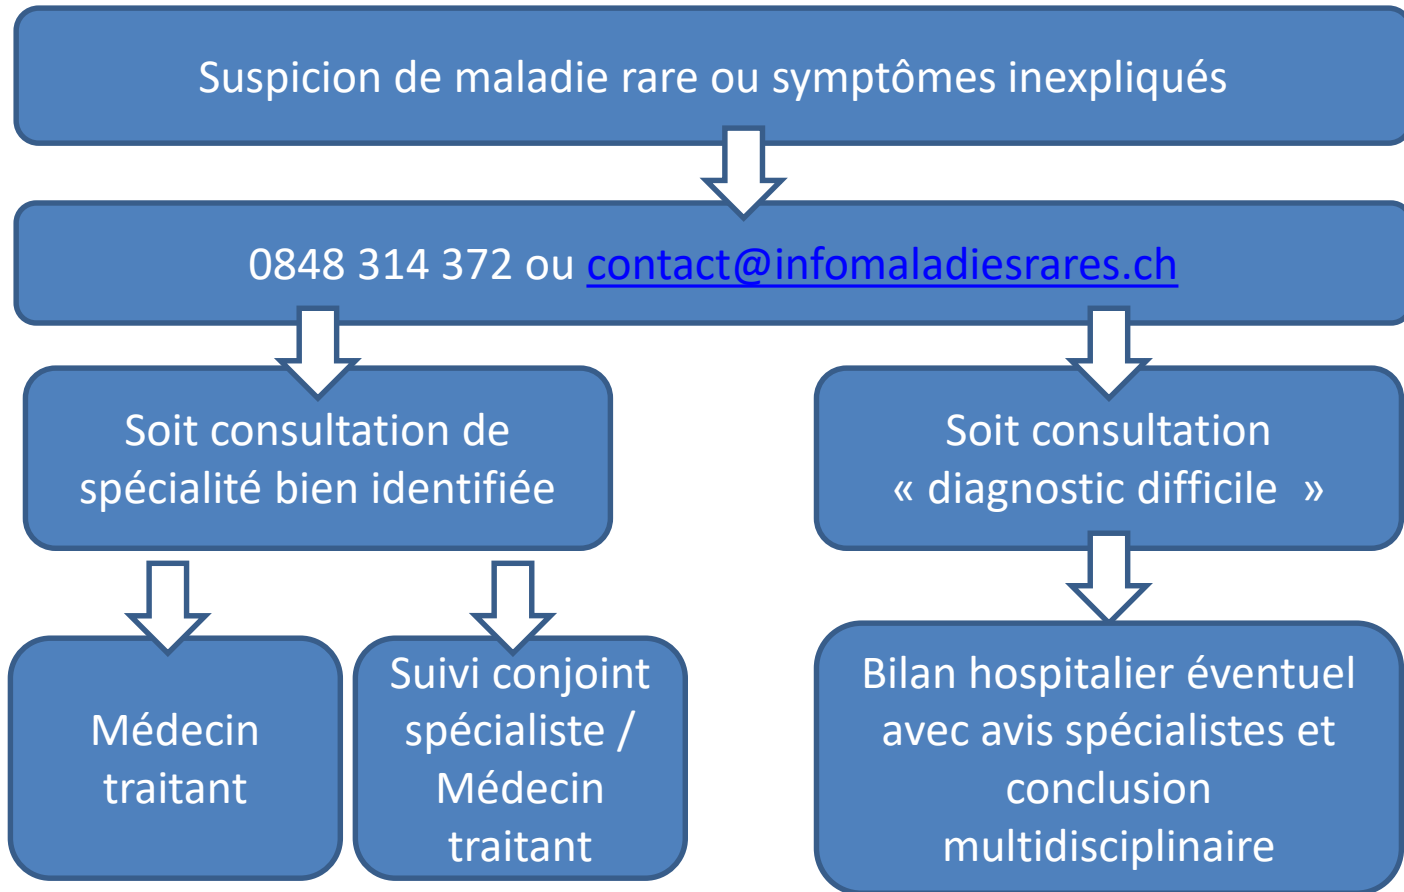 Suspicion de maladie rare ou symptômes inexpliqués
0848 314 372 ou contact@infomaladiesrares.ch
Soit consultation de
spécialité bien identifiée
Soit consultation
« diagnostic difficile  »
Médecin
traitant
Suivi conjoint
spécialiste /
Médecin
traitant
Bilan hospitalier éventuel
avec avis spécialistes et
conclusion
multidisciplinaire